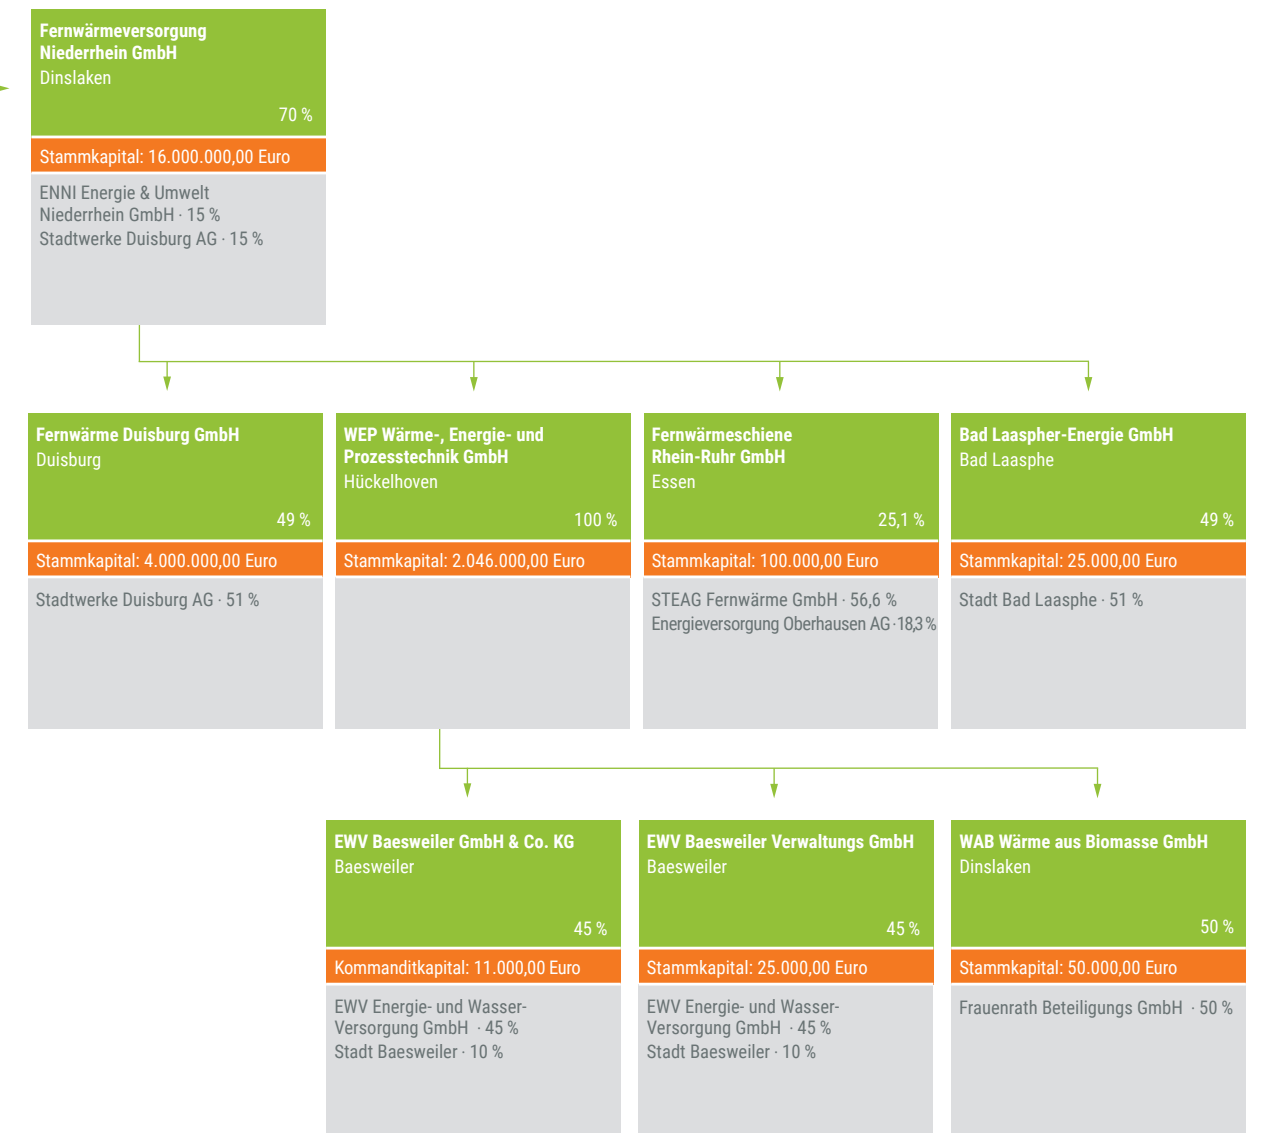 Fernwärmeversorgung
Niederrhein GmbH
Dinslaken
70 %
Stammkapital: 16.000.000,00 Euro
ENNI Energie & Umwelt
Niederrhein GmbH · 15 %
Stadtwerke Duisburg AG · 15 %
Fernwärme Duisburg GmbH
Duisburg
49 %
Stammkapital: 4.000.000,00 Euro
Stadtwerke Duisburg AG · 51 %
WEP Wärme-, Energie- und
Prozesstechnik GmbH
Hückelhoven
100 %
Stammkapital: 2.046.000,00 Euro
Fernwärmeschiene
Rhein-Ruhr GmbH
Essen
25,1 %
Stammkapital: 100.000,00 Euro
STEAG Fernwärme GmbH · 56,6 %
Energieversorgung Oberhausen AG · 18,3 %
Bad Laaspher-Energie GmbH
Bad Laasphe
49 %
Stammkapital: 25.000,00 Euro
Stadt Bad Laasphe · 51 %
EWV Baesweiler GmbH & Co. KG
Baesweiler
45 %
Kommanditkapital: 11.000,00 Euro
EWV Energie- und Wasser-
Versorgung GmbH · 45 %
Stadt Baesweiler · 10 %
EWV Baesweiler Verwaltungs GmbH
Baesweiler
45 %
Stammkapital: 25.000,00 Euro
EWV Energie- und Wasser-
Versorgung GmbH · 45 %
Stadt Baesweiler · 10 %
WAB Wärme aus Biomasse GmbH
Dinslaken
50 %
Stammkapital: 50.000,00 Euro
Frauenrath Beteiligungs GmbH · 50 %